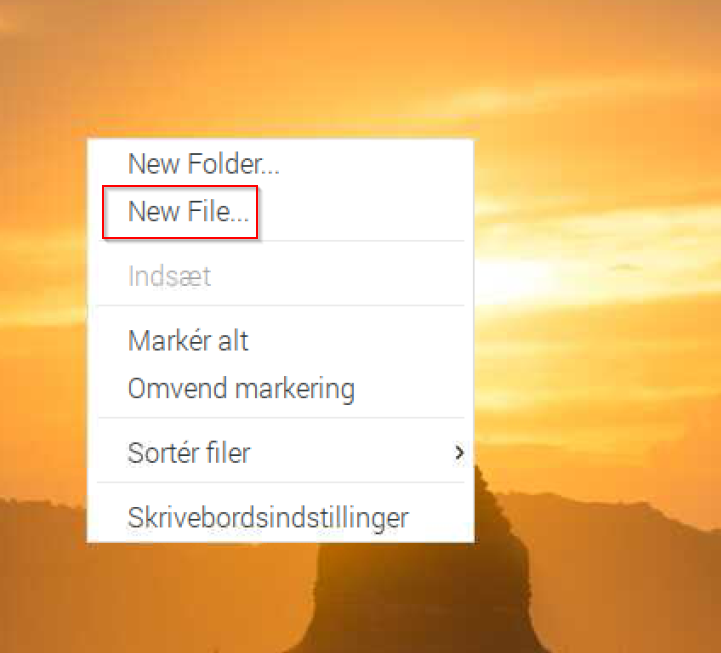 New Folder...
New File...
Indsæt
Markér alt
Omvend markering
Sortér filer
Skrivebordsindstillinger